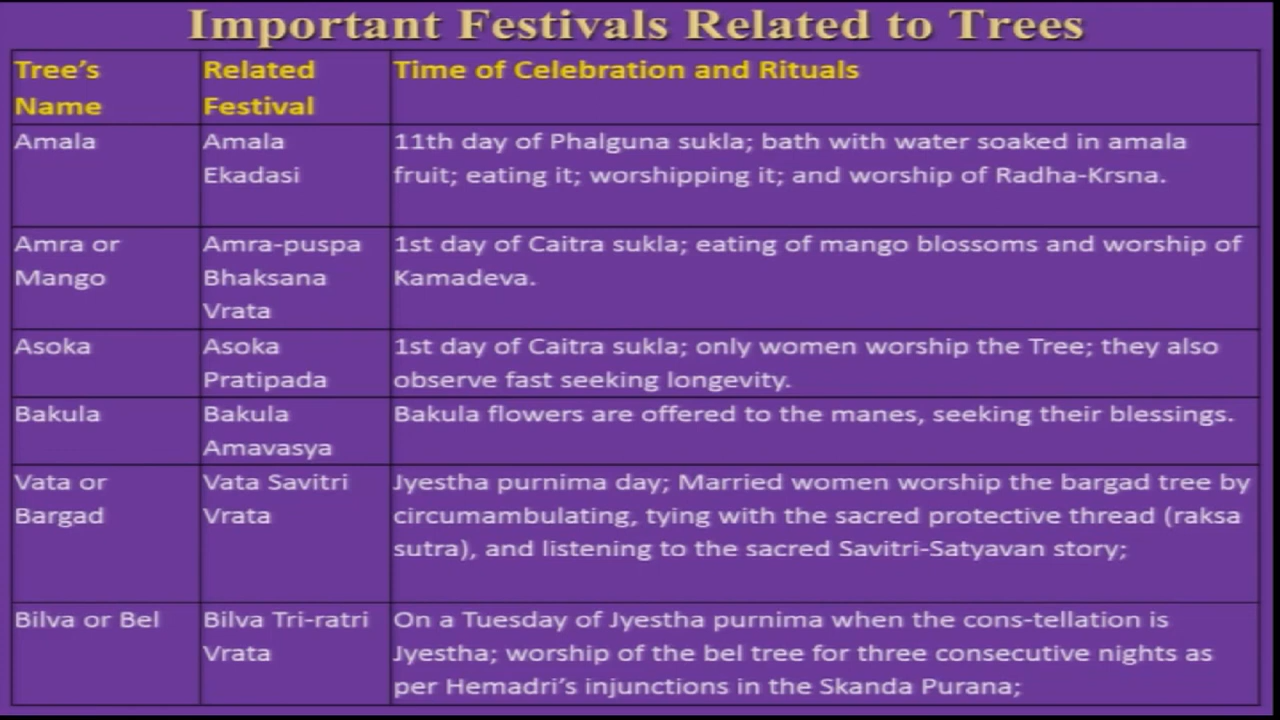 Important Festivals Related to Trees
Tree's
Name
Related
Festival
Time of Celebration and Rituals
Amala
Amala
Ekadasi
11th day of Phalguna sukla; bath with water soaked in amala
fruit; eating it; worshipping it; and worship of Radha-Krsna.
Amra or
Mango
Amra-puspa
Bhaksana
Vrata
1st day of Caitra sukla; eating of mango blossoms and worship of
Kamadeva.
Asoka
Asoka
Pratipada
1st day of Caitra sukla; only women worship the Tree; they also
observe fast seeking longevity.
Bakula
Bakula
Amavasya
Bakula flowers are offered to the manes, seeking their blessings.
Vata or
Bargad
Vata Savitri
Vrata
Jyestha purnima day; Married women worship the bargad tree by
circumambulating, tying with the sacred protective thread (raksa
sutra), and listening to the sacred Savitri-Satyavan story;
Bilva or Bel
Bilva Tri-ratri
Vrata
On a Tuesday of Jyestha purnima when the cons-tellation is
Jyestha; worship of the bel tree for three consecutive nights as
per Hemadri's injunctions in the Skanda Purana;